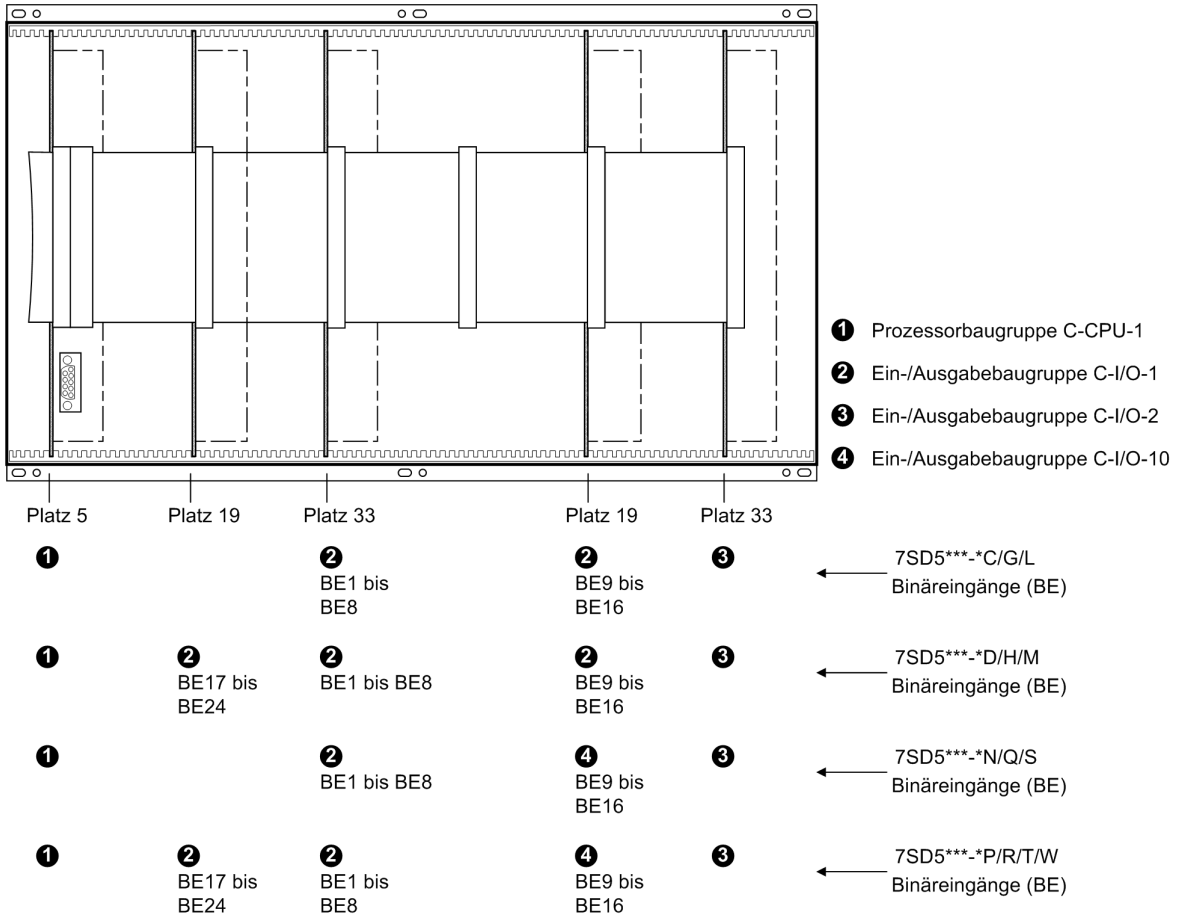 ❶ Prozessorbaugruppe C-CPU-1
❷ Ein-/Ausgabebaugruppe C-I/O-1
❸ Ein-/Ausgabebaugruppe C-I/O-2
❹ Ein-/Ausgabebaugruppe C-I/O-10
Platz 5 Platz 19 Platz 33 Platz 19 Platz 33
❶ ❷ ❷ ❸ 7SD5***-*C/G/L
BE1 bis BE9 bis Binäreingänge (BE)
BE8 BE16
❶ ❷ ❷ ❷ ❸ 7SD5***-*D/H/M
BE17 bis BE1 bis BE8 BE9 bis Binäreingänge (BE)
BE24 BE16
❶ ❷ ❹ ❸ 7SD5***-*N/Q/S
BE1 bis BE8 BE9 bis Binäreingänge (BE)
BE16
❶ ❷ ❷ ❹ ❸ 7SD5***-*P/R/T/W
BE17 bis BE1 bis BE9 bis Binäreingänge (BE)
BE24 BE8 BE16